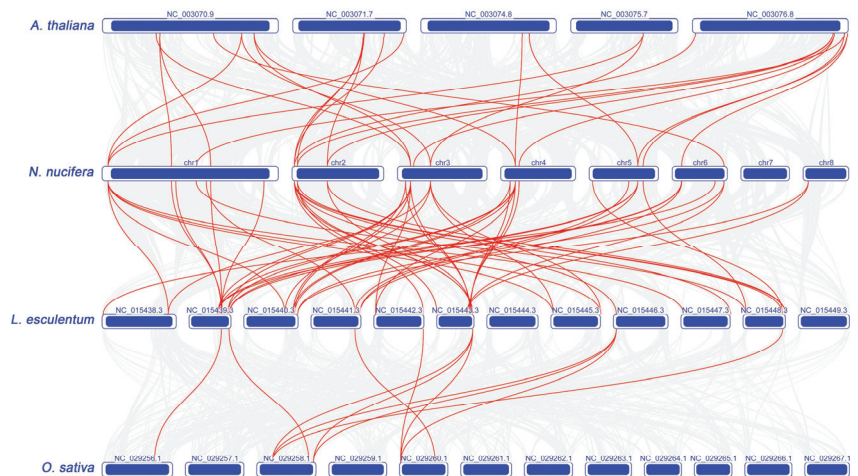 A. thaliana NC_003070.9 NC_003071.7 NC_003074.8 NC_003075.7 NC_003076.8
N. nucifera chr1 chr2 chr3 chr4 chr5 chr6 chr7 chr8
L. esculentum NC_015438.3 NC_015439.3 NC_015440.3 NC_015441.3 NC_015442.3 NC_015443.3 NC_015444.3 NC_015445.3 NC_015446.3 NC_015447.3 NC_015448.3 NC_015449.3
O. sativa NC_029256.1 NC_029257.1 NC_029258.1 NC_029259.1 NC_029260.1 NC_029261.1 NC_029262.1 NC_029263.1 NC_029264.1 NC_029265.1 NC_029266.1 NC_029267.1